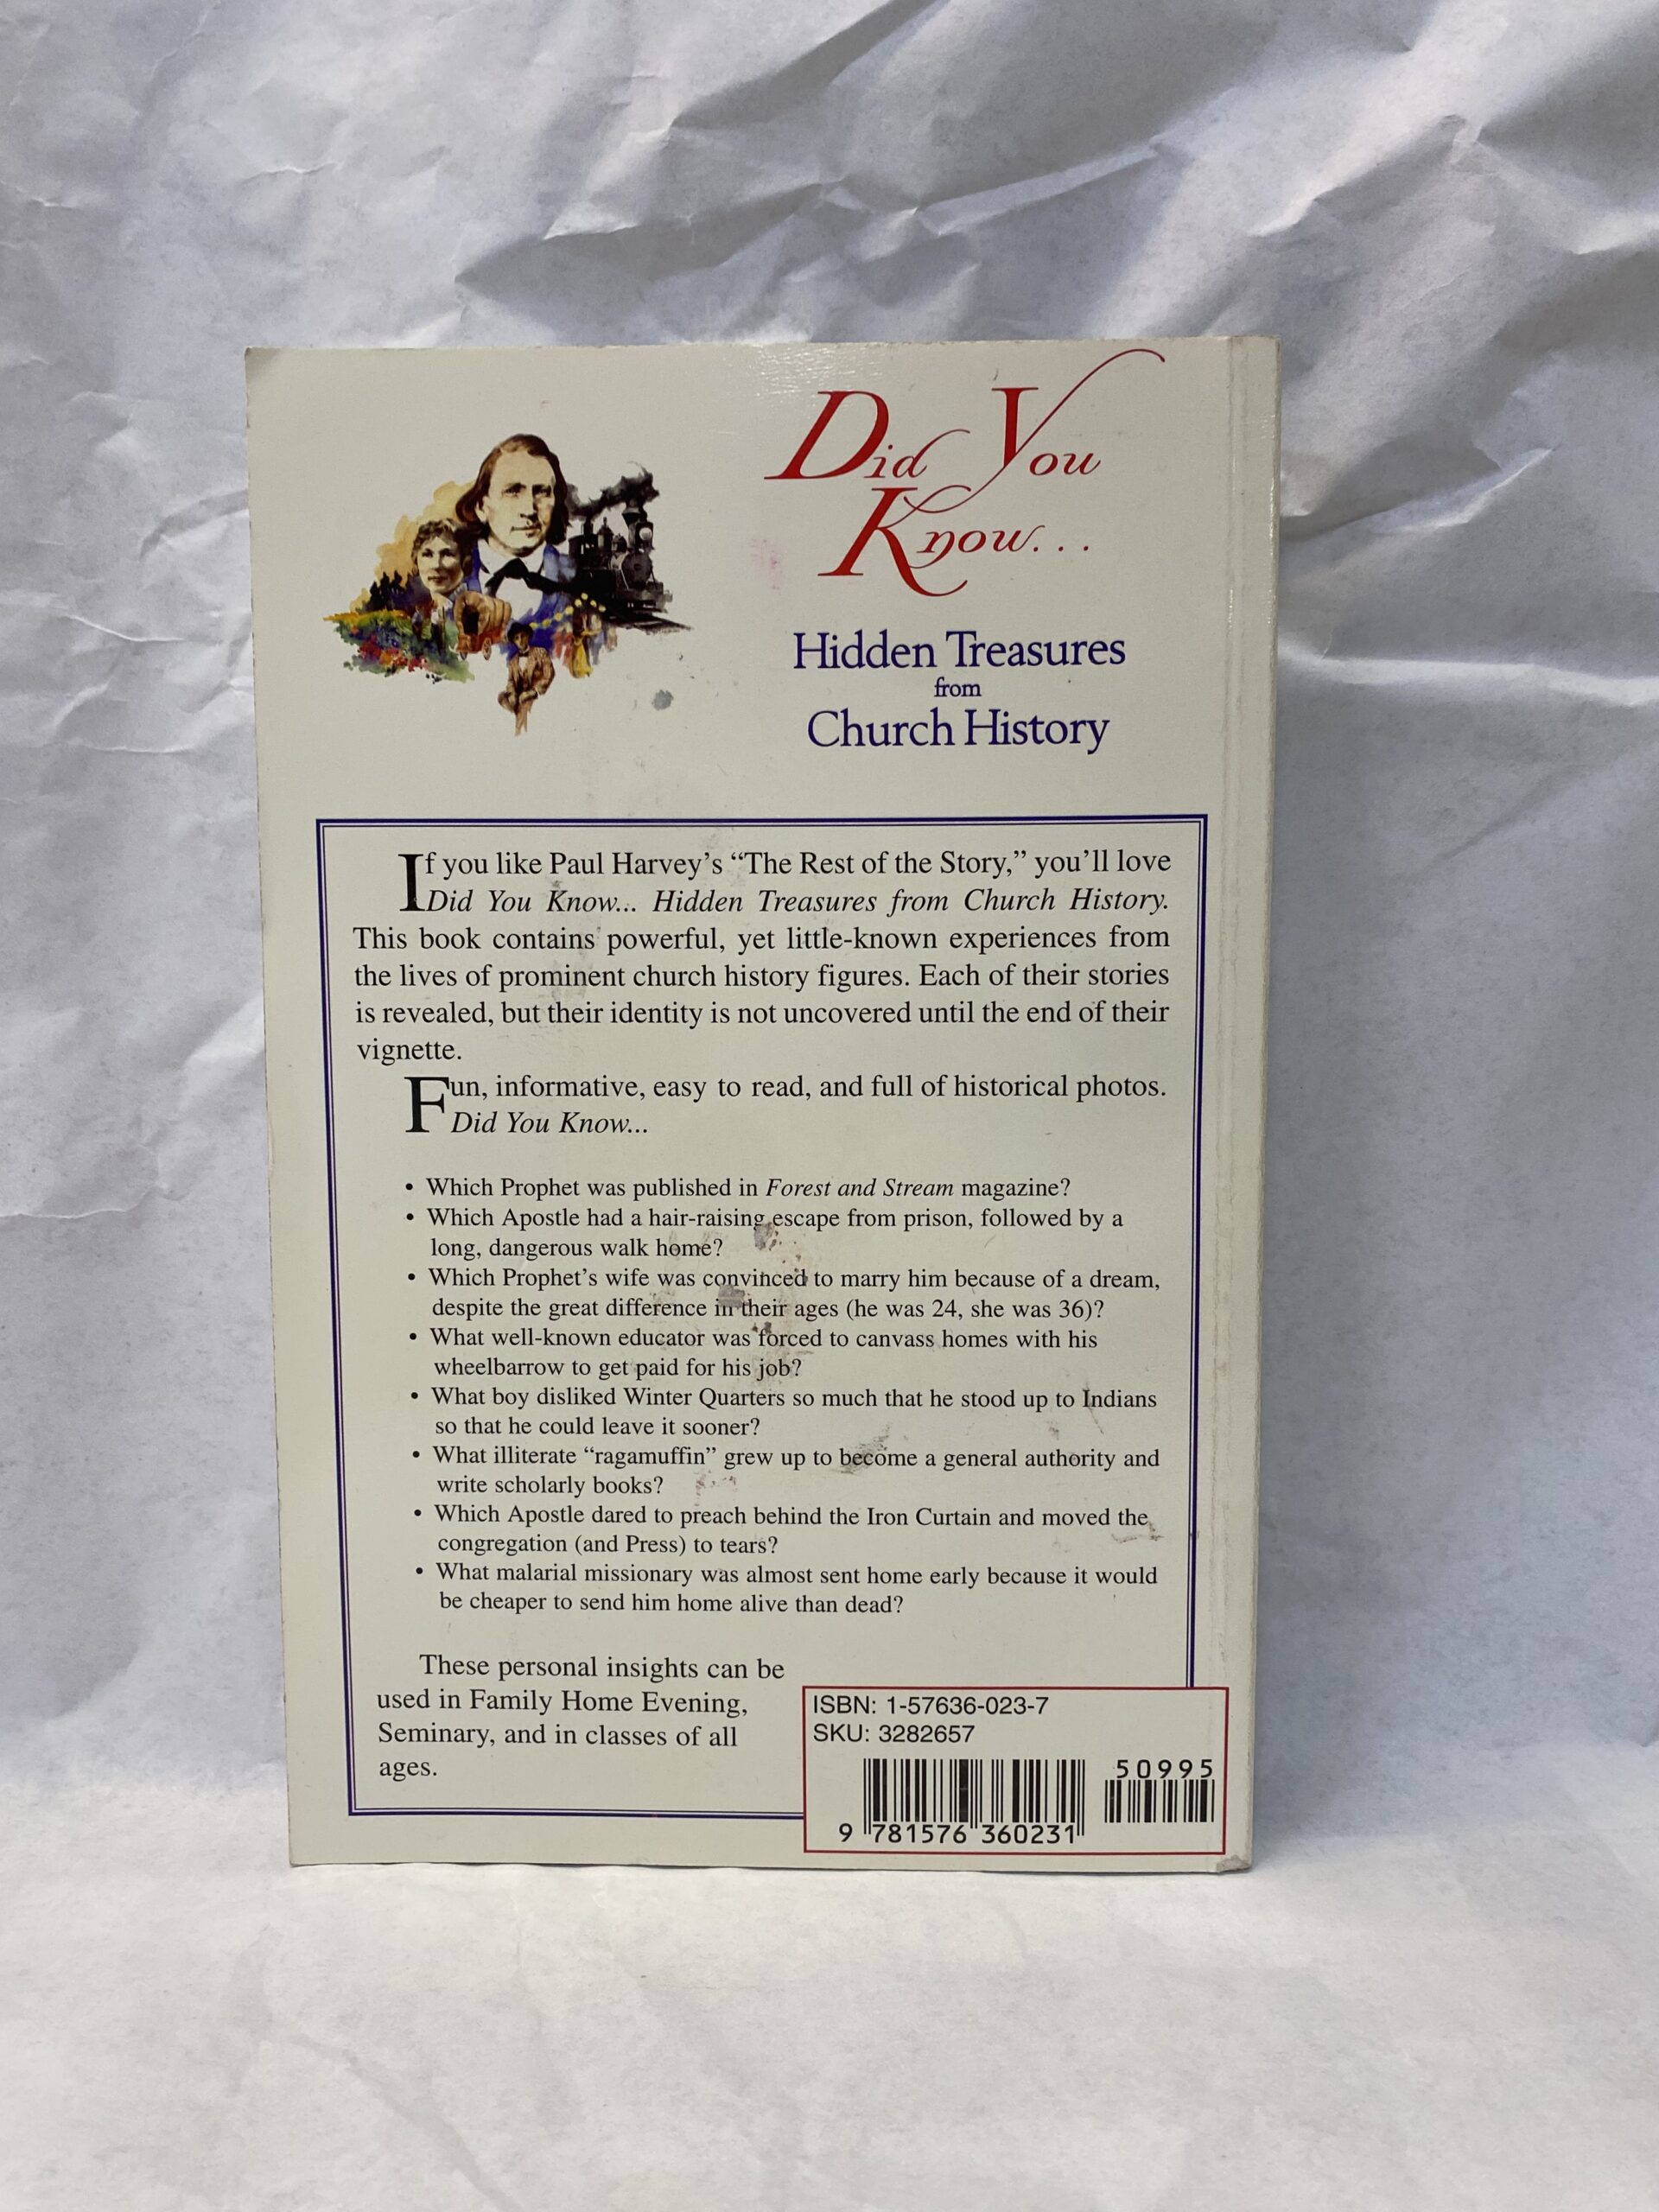 Did You
Know...
Hidden Treasures
from
Church History
If you like Paul Harvey's “The Rest of the Story,” you'll love
Did You Know... Hidden Treasures from Church History.
This book contains powerful, yet little-known experiences from
the lives of prominent church history figures. Each of their stories
is revealed, but their identity is not uncovered until the end of their
vignette.
Fun, informative, easy to read, and full of historical photos.
Did You Know...
• Which Prophet was published in Forest and Stream magazine?
• Which Apostle had a hair-raising escape from prison, followed by a
long, dangerous walk home?
• Which Prophet's wife was convinced to marry him because of a dream,
despite the great difference in their ages (he was 24, she was 36)?
• What well-known educator was forced to canvass homes with his
wheelbarrow to get paid for his job?
• What boy disliked Winter Quarters so much that he stood up to Indians
so that he could leave it sooner?
• What illiterate “ragamuffin” grew up to become a general authority and
write scholarly books?
• Which Apostle dared to preach behind the Iron Curtain and moved the
congregation (and Press) to tears?
• What malarial missionary was almost sent home early because it would
be cheaper to send him home alive than dead?
These personal insights can be
used in Family Home Evening,
Seminary, and in classes of all
ages.
ISBN: 1-57636-023-7
SKU: 3282657
50995
9 781576 360231